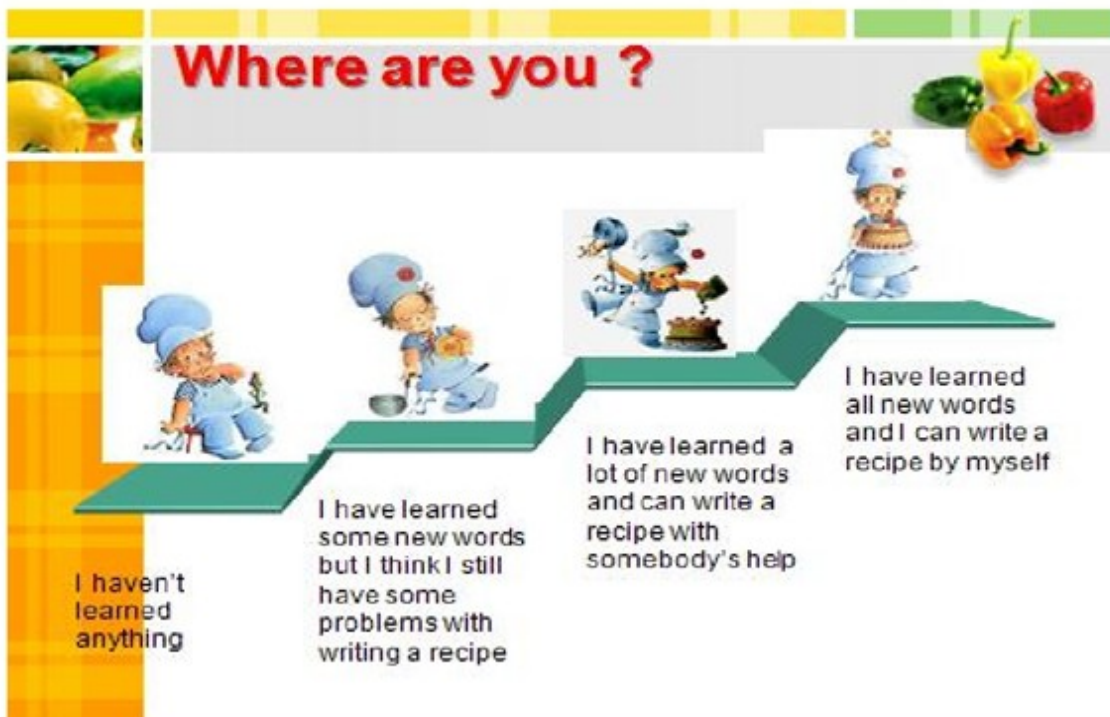 Where are you ?
I haven't
learned
anything
I have learned
some new words
but I think I still
have some
problems with
writing a recipe
I have learned a
lot of new words
and can write a
recipe with
somebody's help
I have learned
all new words
and I can write a
recipe by myself